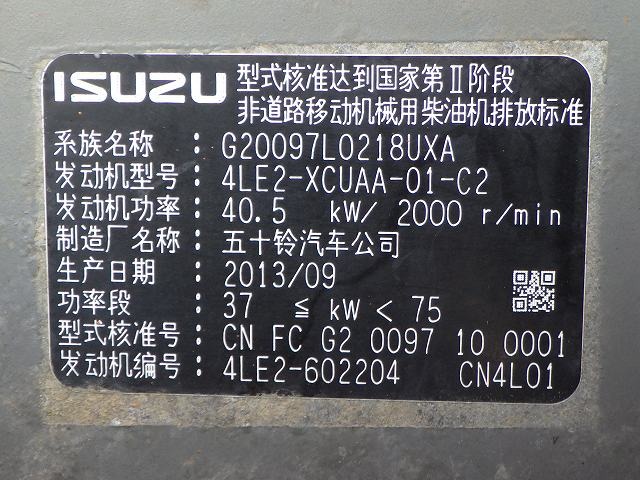 ISUZU 型式核准达到国家第Ⅱ阶段
非道路移动机械用柴油机排放标准
系族名称 : G20097L0218UXA
发动机型号 : 4LE2-XCUAA-01-C2
发动机功率 : 40.5 kW/ 2000 r/min
制造厂名称 : 五十铃汽车公司
生产日期 : 2013/09
功率段 : 37 ≦ kW < 75
型式核准号 : CN FC G2 0097 10 0001
发动机编号 : 4LE2-602204 CN4L01